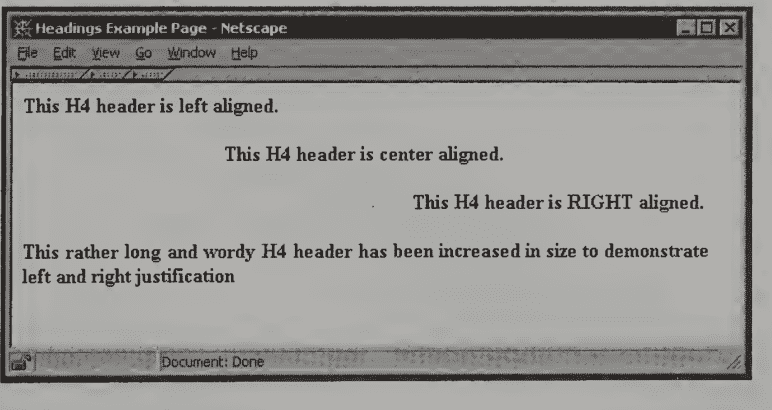 Headings Example Page - Netscape
File Edit View Go Window Help
This H4 header is left aligned.
This H4 header is center aligned.
This H4 header is RIGHT aligned.
This rather long and wordy H4 header has been increased in size to demonstrate
left and right justification
Document: Done